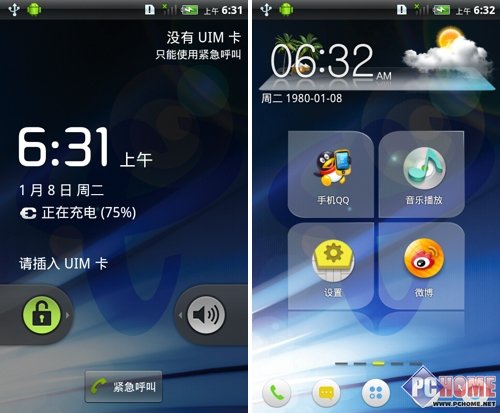 上午 6:31
没有 UIM 卡
只能使用紧急呼叫
6:31 上午
1 月 8 日 周二
正在充电 (75%)
请插入 UIM 卡
紧急呼叫
上午 6:32
06:32 AM
周二 1980-01-08
手机QQ
音乐播放
设置
微博
PCHOME
WWW.PCHOME.NET